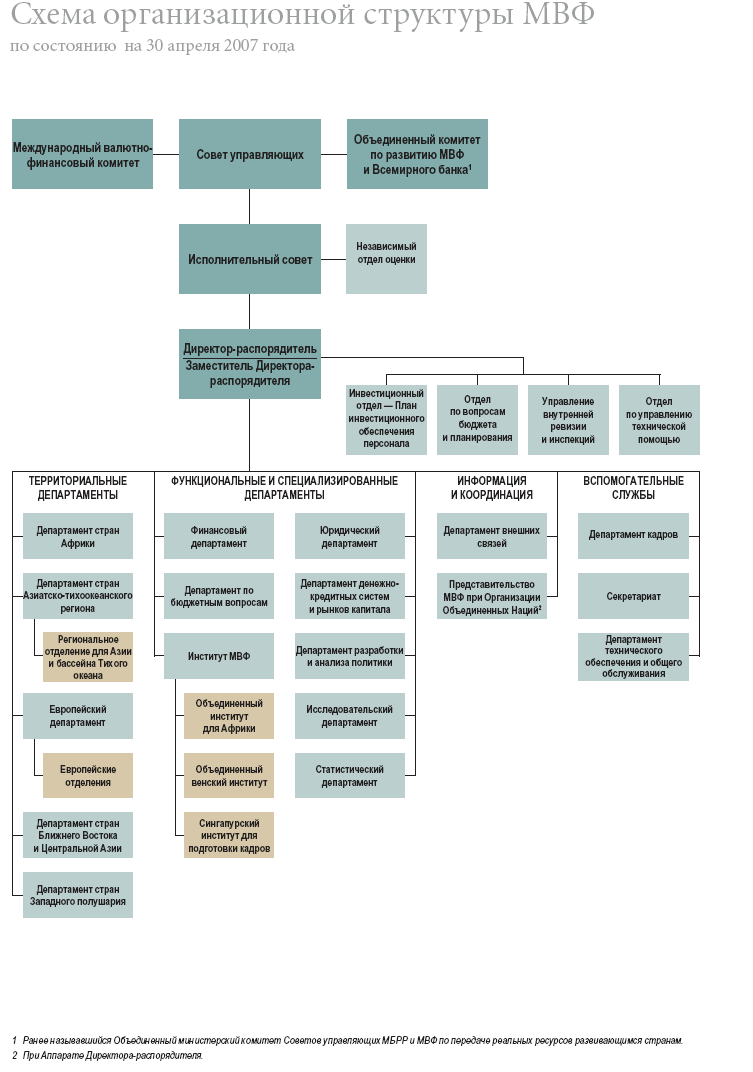 Схема организационной структуры МВФ
по состоянию на 30 апреля 2007 года
Международный валютно-
финансовый комитет
Совет управляющих
Объединенный комитет
по развитию МВФ
и Всемирного банка¹
Исполнительный совет
Независимый
отдел оценки
Директор-распорядитель
Заместитель Директора-
распорядителя
Инвестиционный
отдел — План
инвестиционного
обеспечения
персонала
Отдел
по вопросам
бюджета
и планирования
Управление
внутренней
ревизии
и инспекций
Отдел
по управлению
технической
помощью
ТЕРРИТОРИАЛЬНЫЕ
ДЕПАРТАМЕНТЫ
Департамент стран
Африки
Департамент стран
Азиатско-тихоокеанского
региона
Региональное
отделение для Азии
и бассейна Тихого
океана
Европейский
департамент
Европейские
отделения
Департамент стран
Ближнего Востока
и Центральной Азии
Департамент стран
Западного полушария
ФУНКЦИОНАЛЬНЫЕ И СПЕЦИАЛИЗИРОВАННЫЕ
ДЕПАРТАМЕНТЫ
Финансовый
департамент
Департамент по
бюджетным вопросам
Институт МВФ
Объединенный
институт
для Африки
Объединенный
венский институт
Сингапурский
институт для
подготовки кадров
Юридический
департамент
Департамент денежно-
кредитных систем
и рынков капитала
Департамент разработки
и анализа политики
Исследовательский
департамент
Статистический
департамент
ИНФОРМАЦИЯ
И КООРДИНАЦИЯ
Департамент внешних
связей
Представительство
МВФ при Организации
Объединенных Наций²
ВСПОМОГАТЕЛЬНЫЕ
СЛУЖБЫ
Департамент кадров
Секретариат
Департамент
технического
обеспечения и общего
обслуживания
1 Ранее называвшийся Объединенный министерский комитет Советов управляющих МБРР и МВФ по передаче реальных ресурсов развивающимся странам.
2 При Аппарате Директора-распорядителя.